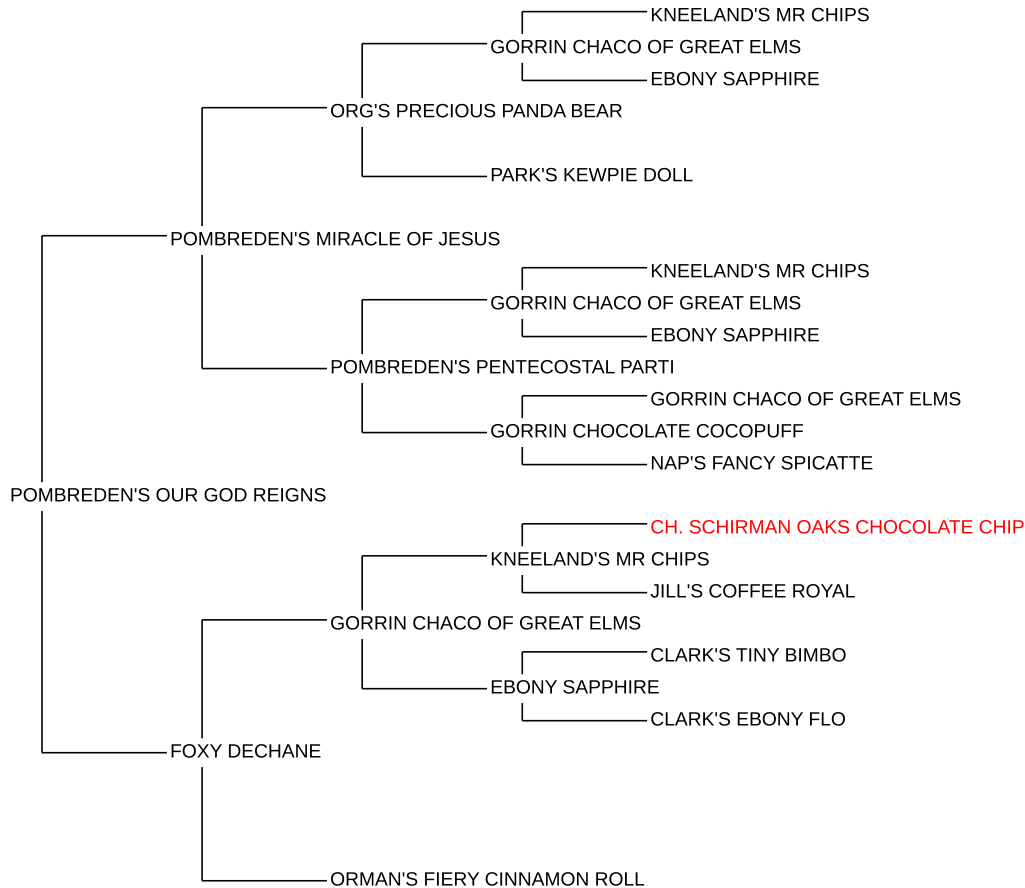 KNEELAND'S MR CHIPS
GORRIN CHACO OF GREAT ELMS
EBONY SAPPHIRE
ORG'S PRECIOUS PANDA BEAR
PARK'S KEWPIE DOLL
POMBREDEN'S MIRACLE OF JESUS
KNEELAND'S MR CHIPS
GORRIN CHACO OF GREAT ELMS
EBONY SAPPHIRE
POMBREDEN'S PENTECOSTAL PARTI
GORRIN CHACO OF GREAT ELMS
GORRIN CHOCOLATE COCOPUFF
NAP'S FANCY SPICATTE
POMBREDEN'S OUR GOD REIGNS
CH. SCHIRMAN OAKS CHOCOLATE CHIP
KNEELAND'S MR CHIPS
JILL'S COFFEE ROYAL
GORRIN CHACO OF GREAT ELMS
CLARK'S TINY BIMBO
EBONY SAPPHIRE
CLARK'S EBONY FLO
FOXY DECHANE
ORMAN'S FIERY CINNAMON ROLL